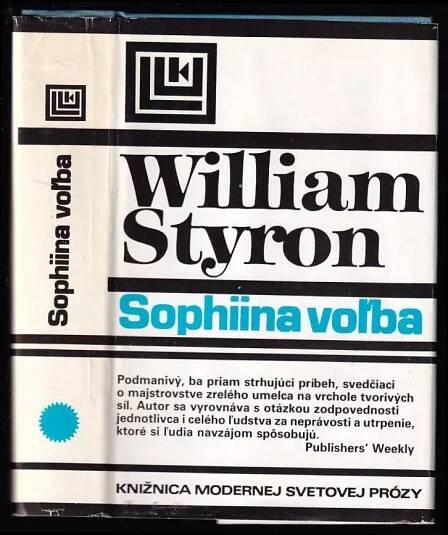 Sophiina voľba
William
Styron
Sophiina voľba
Podmanivý, ba priam strhujúci príbeh, svedčiaci
o majstrovstve zrelého umelca na vrchole tvorivých
síl. Autor sa vyrovnáva s otázkou zodpovednosti
jednotlivca i celého ľudstva za neprávosti a utrpenie,
ktoré si ľudia navzájom spôsobujú.
Publishers' Weekly
KNIŽNICA MODERNEJ SVETOVEJ PRÓZY